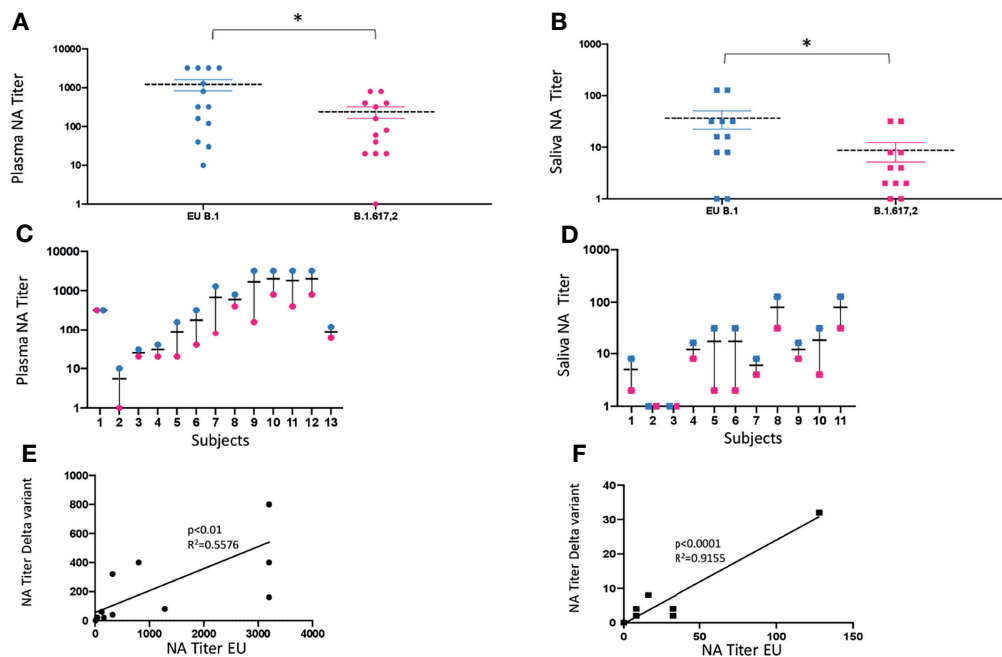 A
*
Plasma NA Titer
10000
1000
100
10
1
EU B.1
B.1.617,2
B
*
Saliva NA Titer
1000
100
10
1
EU B.1
B.1.617,2
C
Plasma NA Titer
10000
1000
100
10
1
1 2 3 4 5 6 7 8 9 10 11 12 13
Subjects
D
Saliva NA Titer
1000
100
10
1
1 2 3 4 5 6 7 8 9 10 11
Subjects
E
NA Titer Delta variant
800
600
400
200
0
p<0.01
R²=0.5576
0 1000 2000 3000 4000
NA Titer EU
F
NA Titer Delta variant
40
30
20
10
0
p<0.0001
R²=0.9155
0 50 100 150
NA Titer EU